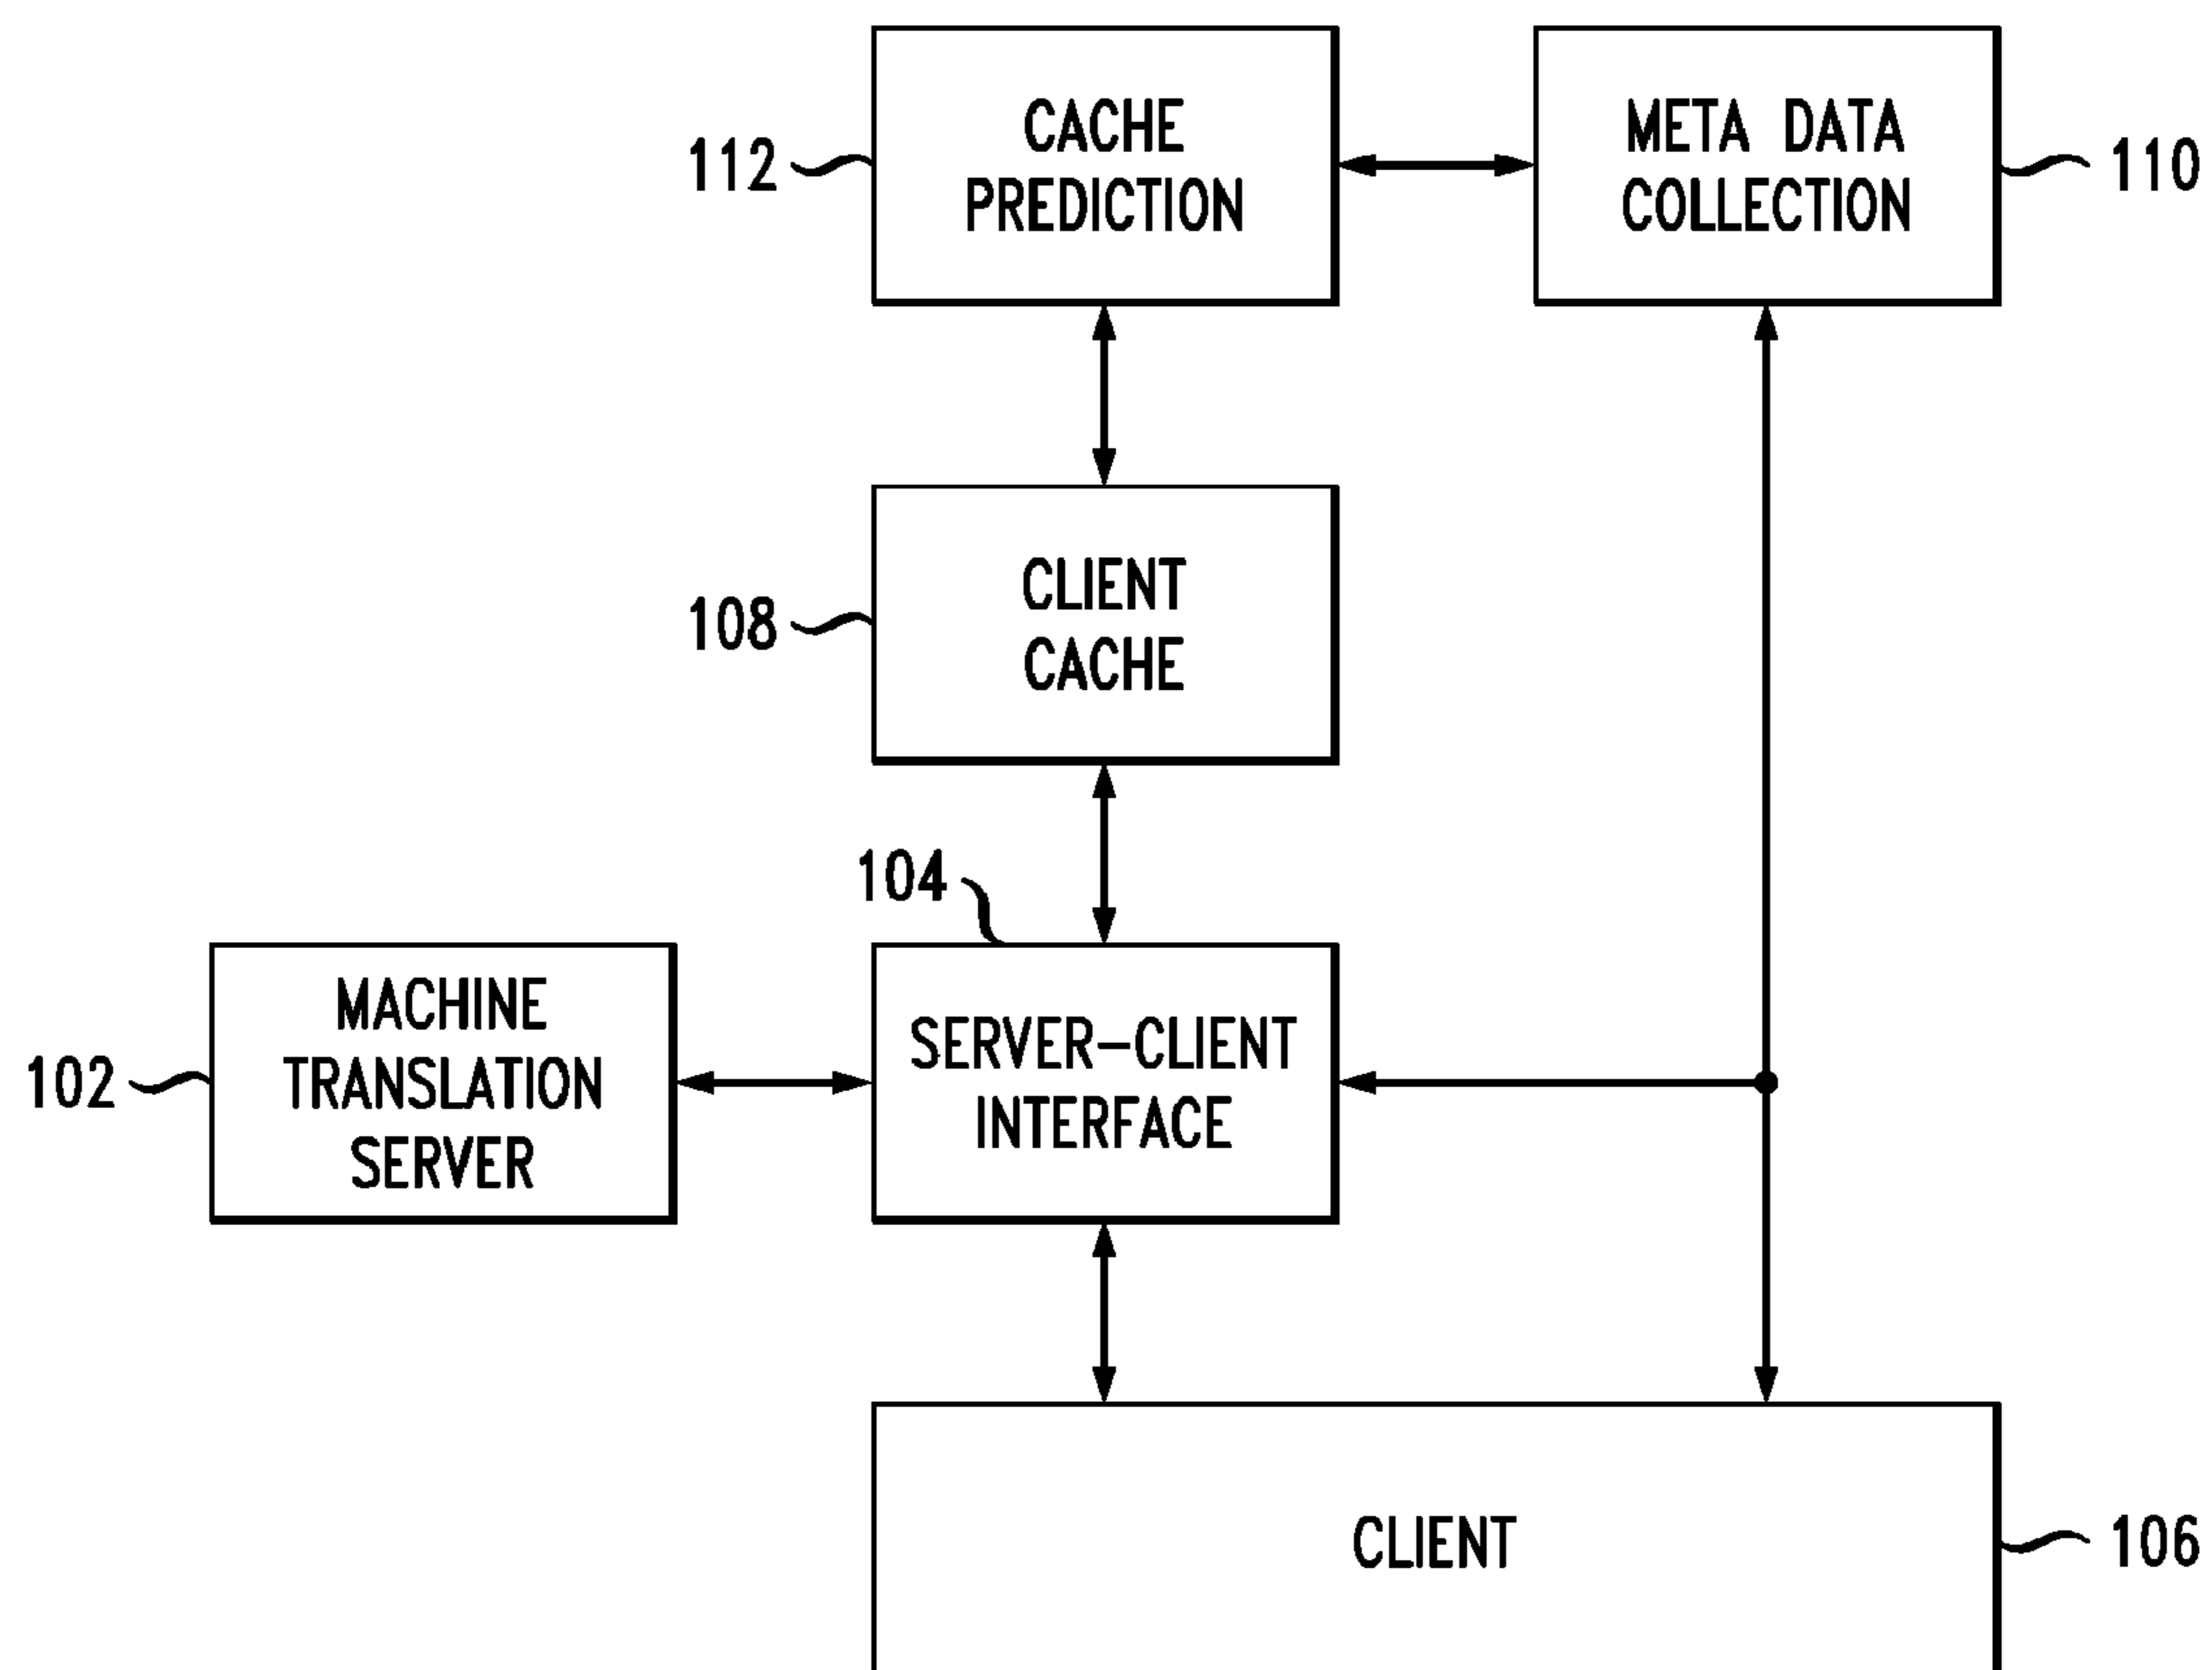 CACHE
PREDICTION
112
META DATA
COLLECTION
110
CLIENT
CACHE
108
104
MACHINE
TRANSLATION
SERVER
102
SERVER-CLIENT
INTERFACE
CLIENT
106